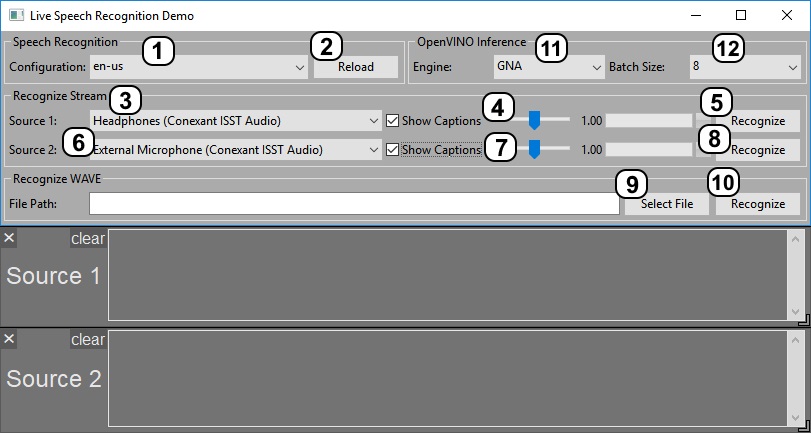 Live Speech Recognition Demo
Speech Recognition
1
2
OpenVINO Inference
11
12
Configuration: en-us Reload
Engine: GNA Batch Size: 8
Recognize Stream
3
4
5
Source 1: Headphones (Conexant ISST Audio) Show Captions 1.00 Recognize
6
7
8
Source 2: External Microphone (Conexant ISST Audio) Show Captions 1.00 Recognize
Recognize WAVE
9
10
File Path: Select File Recognize
clear
Source 1
clear
Source 2